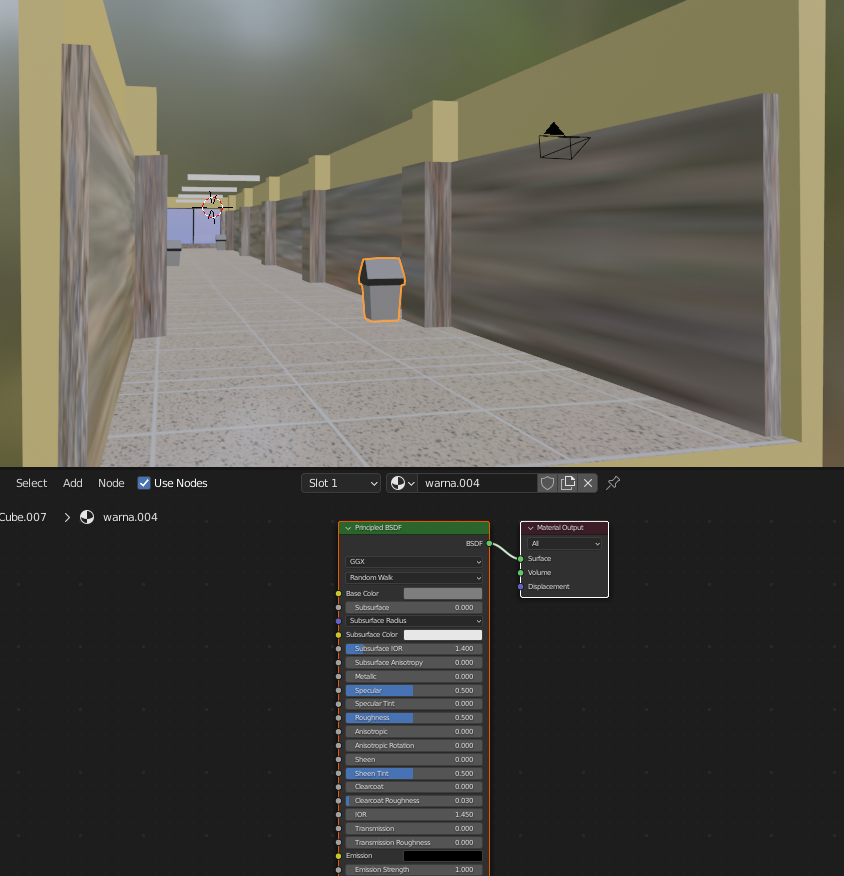 Select Add Node Use Nodes Slot 1 warna.004
Cube.007 > warna.004
Principled BSDF
BSDF
GGX
Random Walk
Base Color
Subsurface 0.000
Subsurface Radius
Subsurface Color
Subsurface IOR 1.400
Subsurface Anisotropy 0.000
Metallic 0.000
Specular 0.500
Specular Tint 0.000
Roughness 0.500
Anisotropic 0.000
Anisotropic Rotation 0.000
Sheen 0.000
Sheen Tint 0.500
Clearcoat 0.000
Clearcoat Roughness 0.030
IOR 1.450
Transmission 0.000
Transmission Roughness 0.000
Emission
Emission Strength 1.000
Material Output
All
Surface
Volume
Displacement